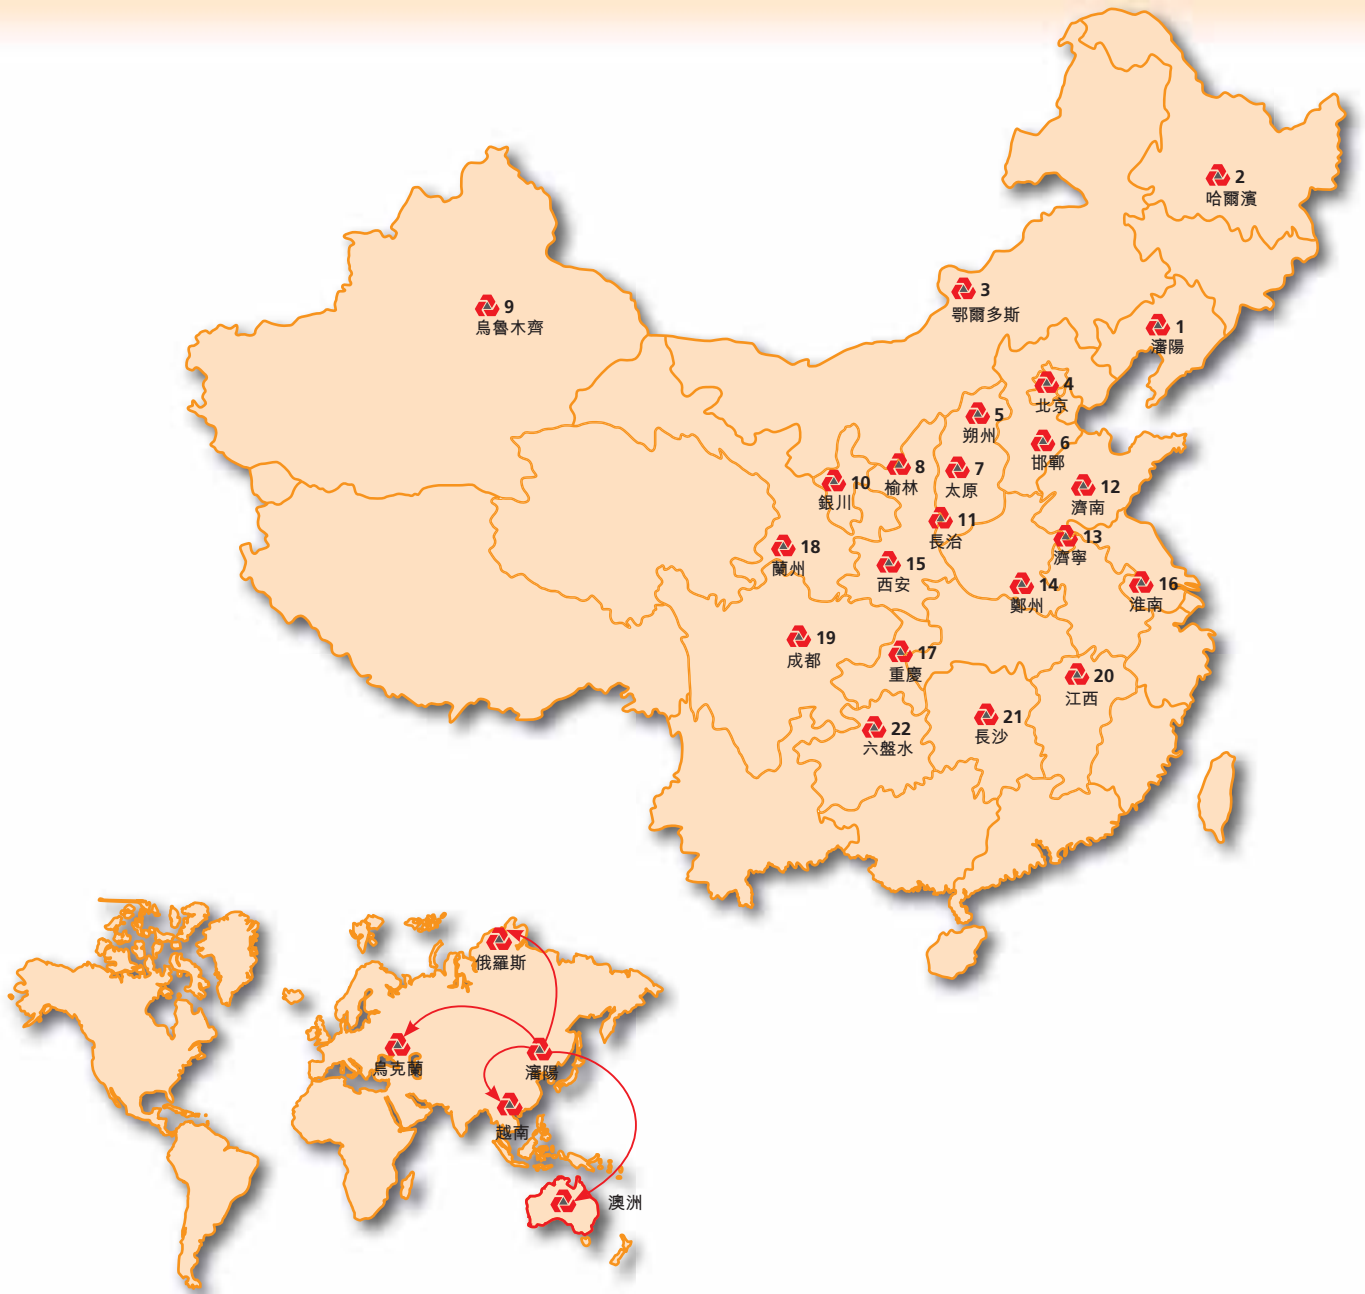 2
哈爾濱
3
鄂爾多斯
9
烏魯木齊
1
瀋陽
4
北京
5
朔州
6
邯鄲
8
榆林
7
太原
10
銀川
12
濟南
11
長治
13
濟寧
18
蘭州
15
西安
14
鄭州
16
淮南
19
成都
17
重慶
20
江西
21
長沙
22
六盤水
俄羅斯
烏克蘭
瀋陽
越南
澳洲